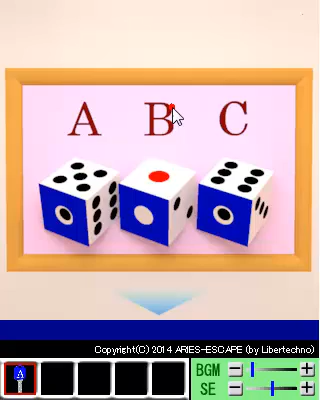 A B C
Copyright(C) 2014 ARIES-ESCAPE (by Libertechno)
A
BGM
SE